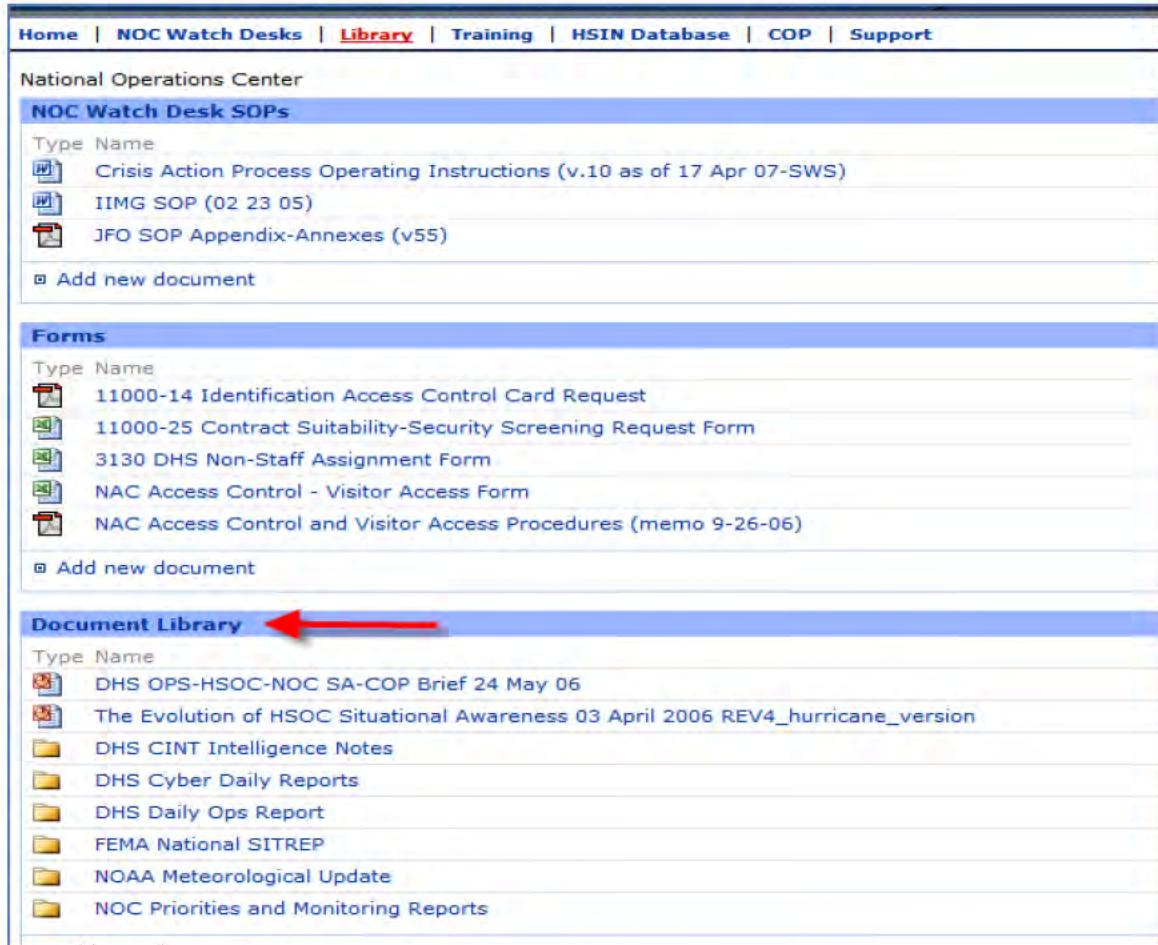 Home | NOC Watch Desks | Library | Training | HSIN Database | COP | Support
National Operations Center
NOC Watch Desk SOPs
Type Name
Crisis Action Process Operating Instructions (v.10 as of 17 Apr 07-SWS)
IIMG SOP (02 23 05)
JFO SOP Appendix-Annexes (v55)
Add new document
Forms
Type Name
11000-14 Identification Access Control Card Request
11000-25 Contract Suitability-Security Screening Request Form
3130 DHS Non-Staff Assignment Form
NAC Access Control - Visitor Access Form
NAC Access Control and Visitor Access Procedures (memo 9-26-06)
Add new document
Document Library
Type Name
DHS OPS-HSOC-NOC SA-COP Brief 24 May 06
The Evolution of HSOC Situational Awareness 03 April 2006 REV4_hurricane_version
DHS CINT Intelligence Notes
DHS Cyber Daily Reports
DHS Daily Ops Report
FEMA National SITREP
NOAA Meteorological Update
NOC Priorities and Monitoring Reports